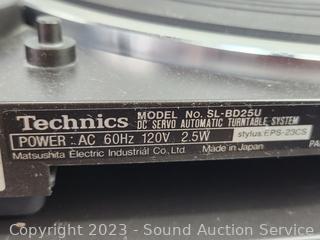 Technics MODEL No. SL-BD25U
DC SERVO AUTOMATIC TURNTABLE SYSTEM
POWER: AC 60Hz 120V 2.5W stylus: EPS-23CS
Matsushita Electric Industrial Co., Ltd. Made in Japan PA
Copyright - 2023 - Sound Auction Service